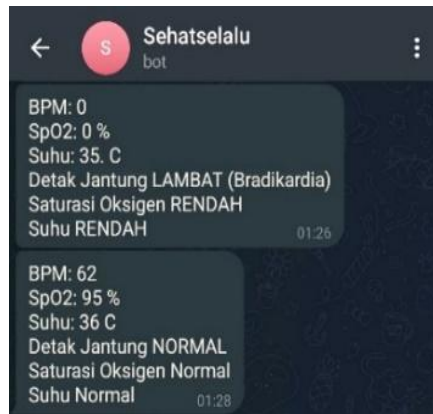 Sehatselalu
bot
BPM: 0
SpO2: 0 %
Suhu: 35. C
Detak Jantung LAMBAT (Bradikardia)
Saturasi Oksigen RENDAH
Suhu RENDAH
01:26
BPM: 62
SpO2: 95 %
Suhu: 36 C
Detak Jantung NORMAL
Saturasi Oksigen Normal
Suhu Normal
01:28
S